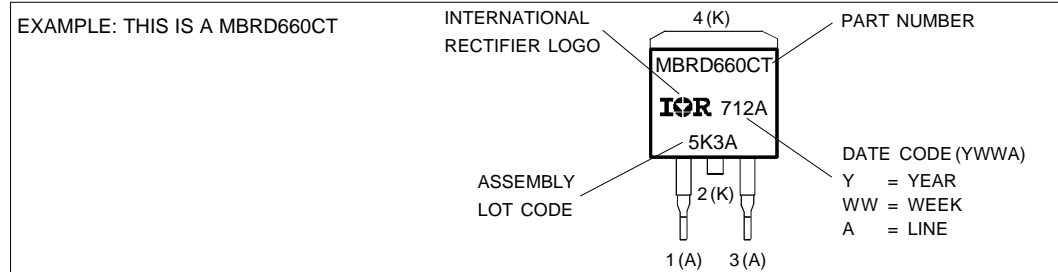 EXAMPLE: THIS IS A MBRD660CT
INTERNATIONAL
RECTIFIER LOGO
4 (K)
PART NUMBER
MBRD660CT
IOR 712A
5K3A
ASSEMBLY
LOT CODE
2 (K)
1 (A) 3 (A)
DATE CODE (YWWA)
Y = YEAR
WW = WEEK
A = LINE